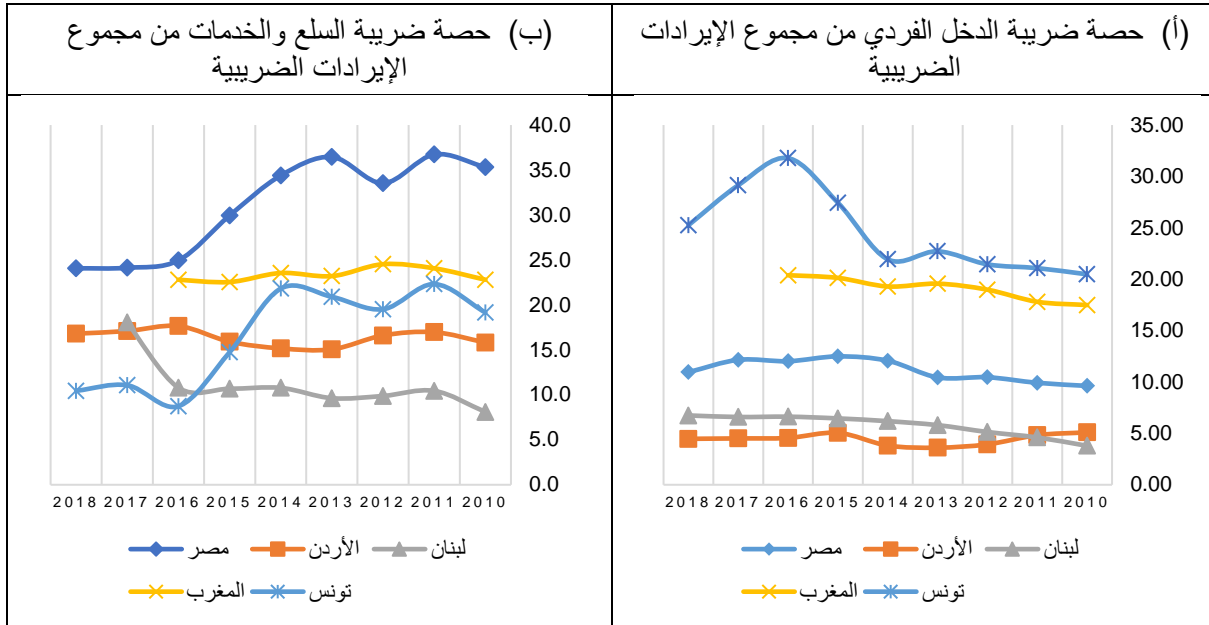 (أ) حصة ضريبة الدخل الفردي من مجموع الإيرادات
الضريبية
35.00
30.00
25.00
20.00
15.00
10.00
5.00
0.00
2010 2011 2012 2013 2014 2015 2016 2017 2018
مصر الأردن لبنان
المغرب تونس
(ب) حصة ضريبة السلع والخدمات من مجموع
الإيرادات الضريبية
40.0
35.0
30.0
25.0
20.0
15.0
10.0
5.0
0.0
2010 2011 2012 2013 2014 2015 2016 2017 2018
مصر الأردن لبنان
المغرب تونس